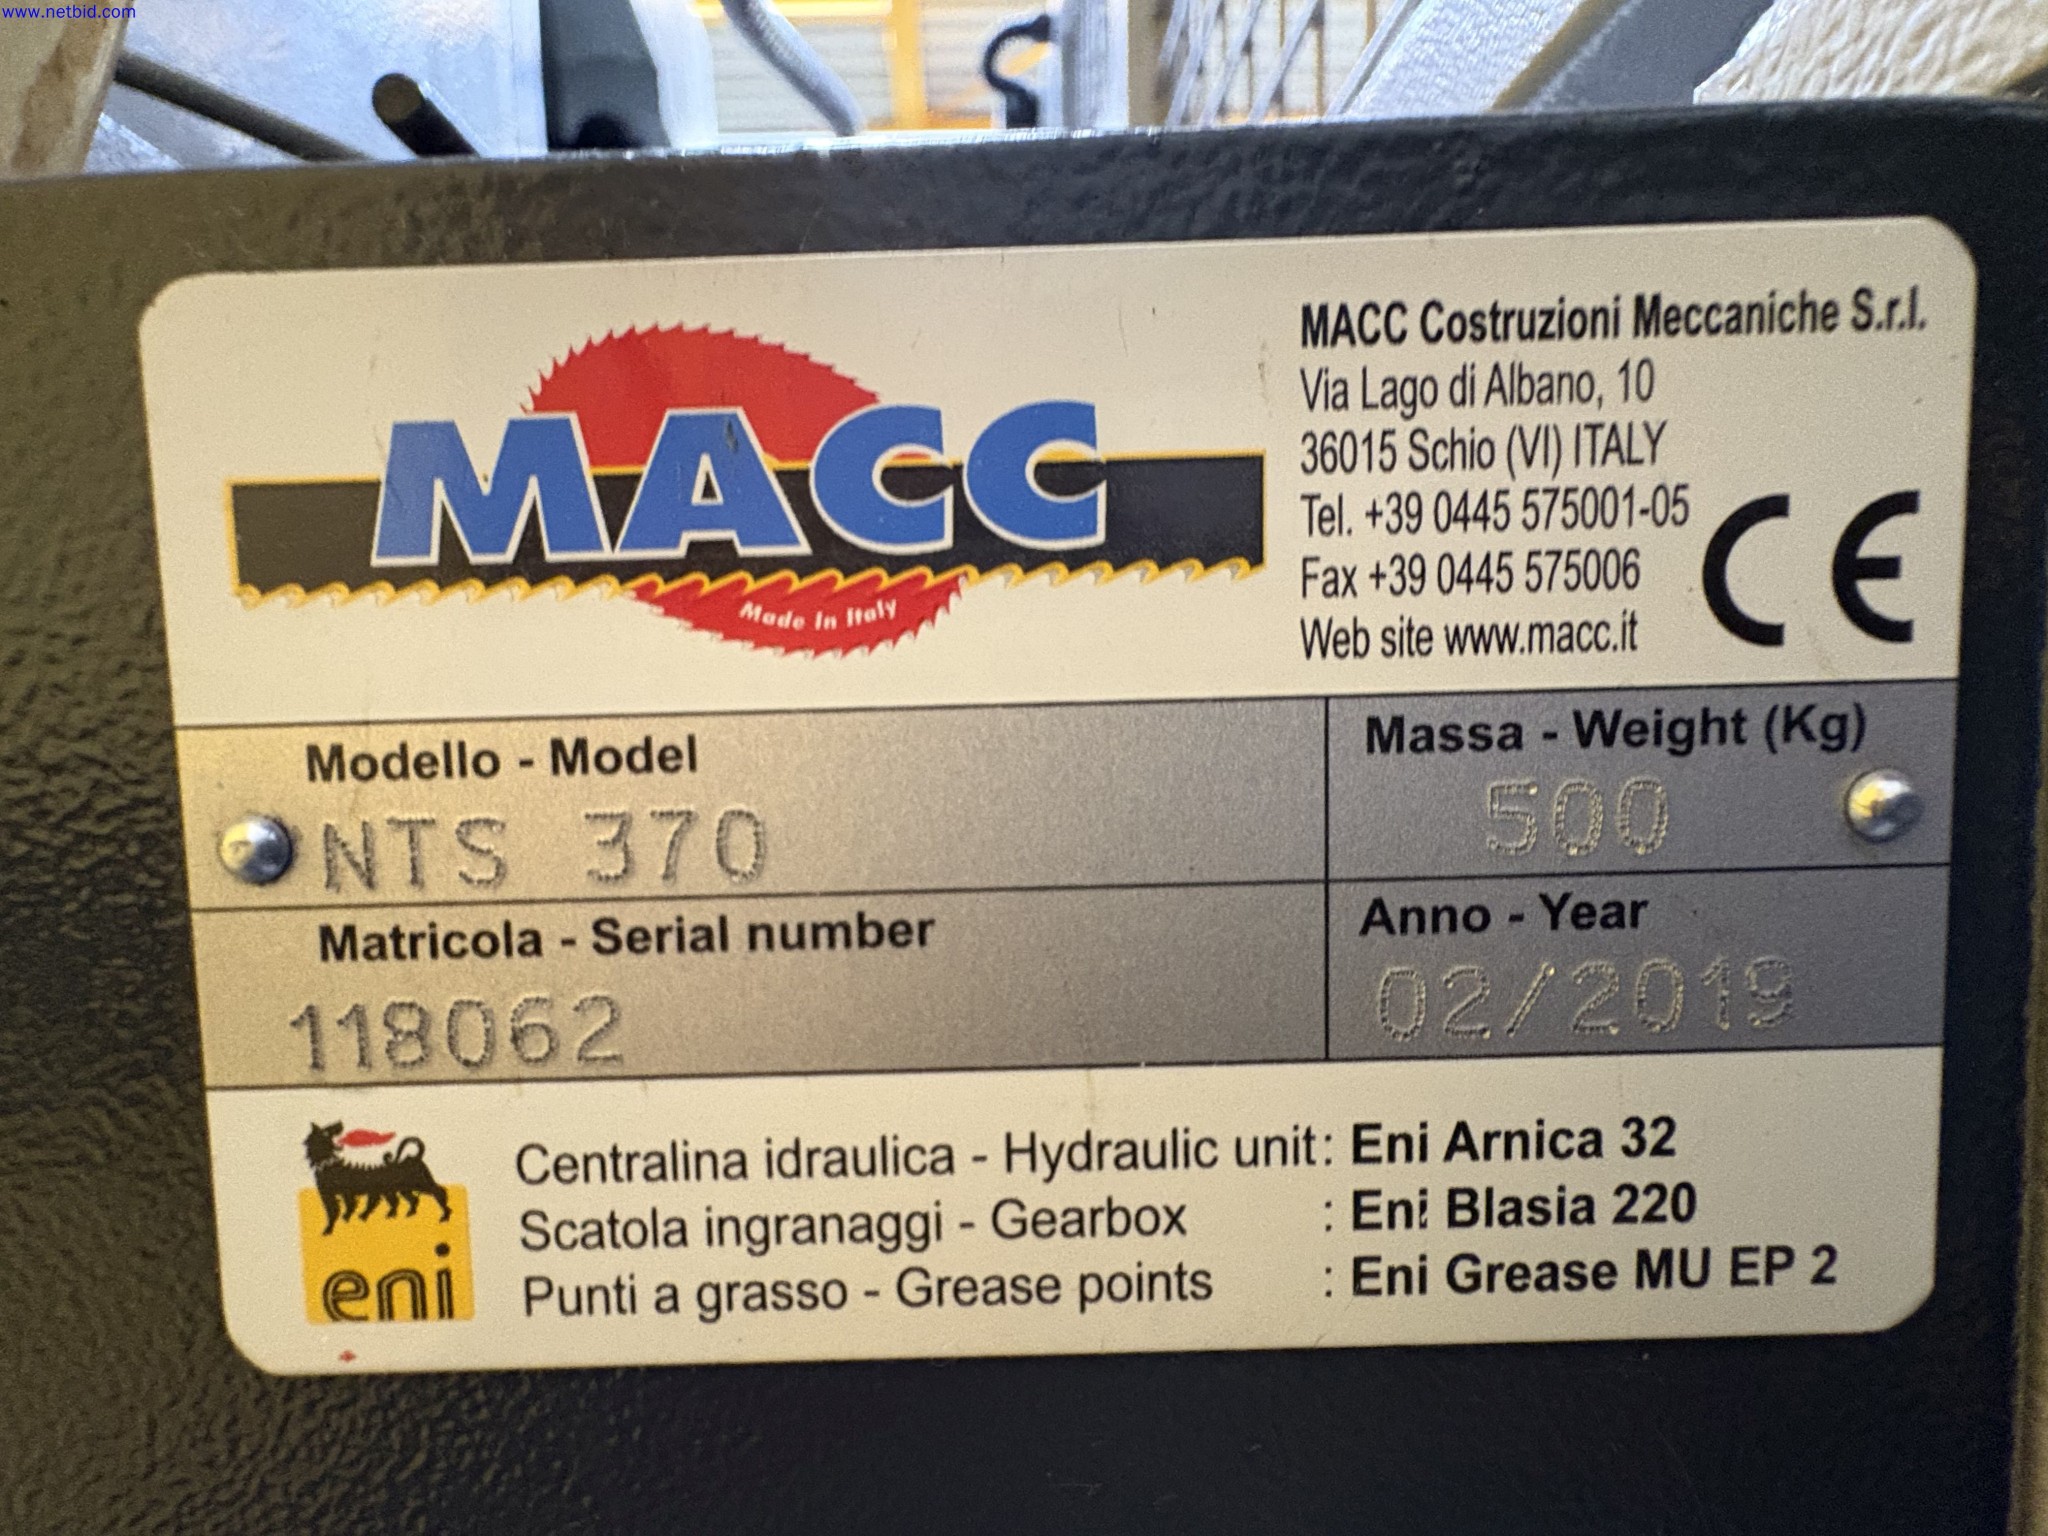 www.netbid.com
MACC
Made in Italy
MACC Costruzioni Meccaniche S.r.l.
Via Lago di Albano, 10
36015 Schio (VI) ITALY
Tel. +39 0445 575001-05
Fax +39 0445 575006
Web site www.macc.it
CE
Modello - Model
NTS 370
Massa - Weight (Kg)
500
Matricola - Serial number
118062
Anno - Year
02/2019
eni
Centralina idraulica - Hydraulic unit: Eni Arnica 32
Scatola ingranaggi - Gearbox : Eni Blasia 220
Punti a grasso - Grease points : Eni Grease MU EP 2